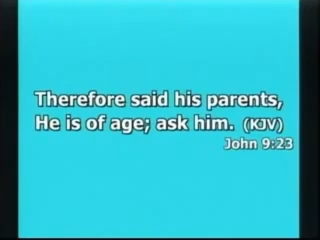 Therefore said his parents,
He is of age; ask him. (KJV)
John 9:23